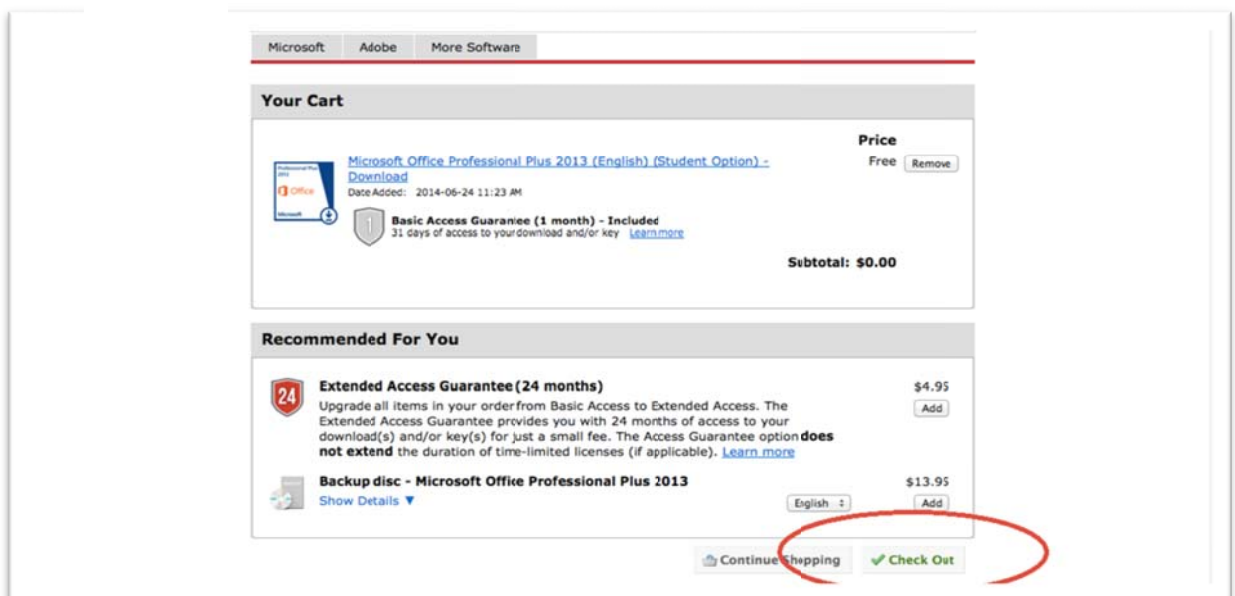 Microsoft Adobe More Software
Your Cart
Price
Microsoft Office Professional Plus 2013 (English) (Student Option) - Free Remove
Download
Date Added: 2014-06-24 11:23 AM
Office
Microsoft
1 Basic Access Guarantee (1 month) - Included
31 days of access to your download and/or key Learn more
Subtotal: $0.00
Recommended For You
24 Extended Access Guarantee (24 months) $4.95
Upgrade all items in your order from Basic Access to Extended Access. The Add
Extended Access Guarantee provides you with 24 months of access to your
download(s) and/or key(s) for just a small fee. The Access Guarantee option does
not extend the duration of time-limited licenses (if applicable). Learn more
Backup disc - Microsoft Office Professional Plus 2013 $13.95
Show Details ▼ English Add
Continue Shopping ✔ Check Out